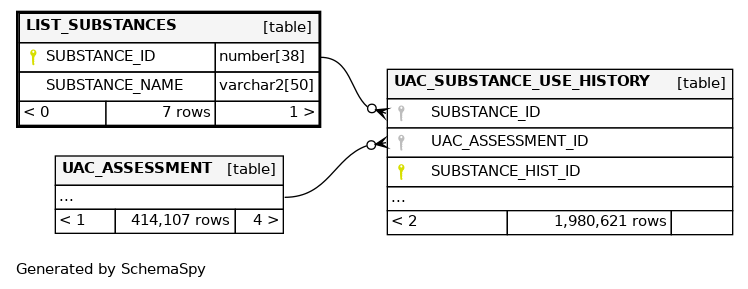 LIST_SUBSTANCES [table]
SUBSTANCE_ID number[38]
SUBSTANCE_NAME varchar2[50]
< 0 7 rows 1 >
UAC_ASSESSMENT [table]
...
< 1 414,107 rows 4 >
UAC_SUBSTANCE_USE_HISTORY [table]
SUBSTANCE_ID
UAC_ASSESSMENT_ID
SUBSTANCE_HIST_ID
...
< 2 1,980,621 rows
Generated by SchemaSpy